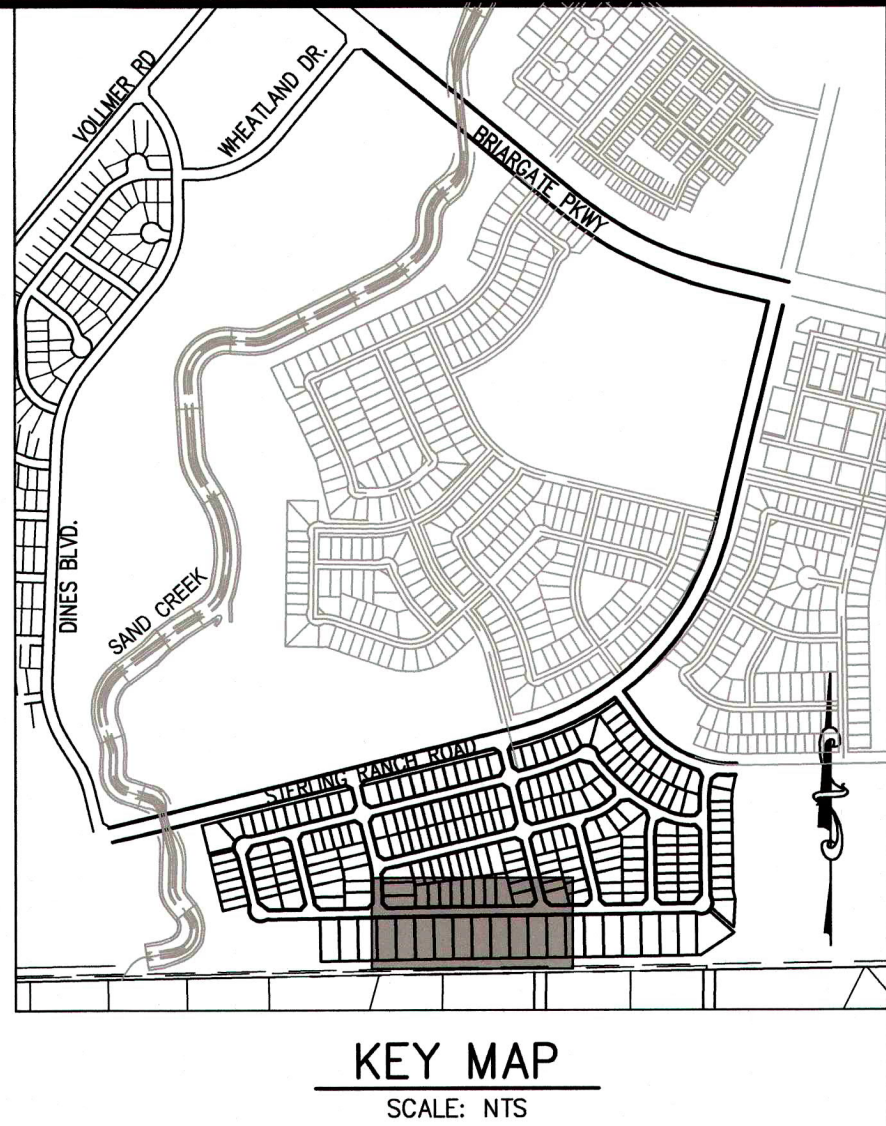 VOLLMER RD
WHEATLAND DR.
BRIARGATE PKWY
DINES BLVD.
SAND CREEK
STERLING RANCH ROAD
KEY MAP
SCALE: NTS